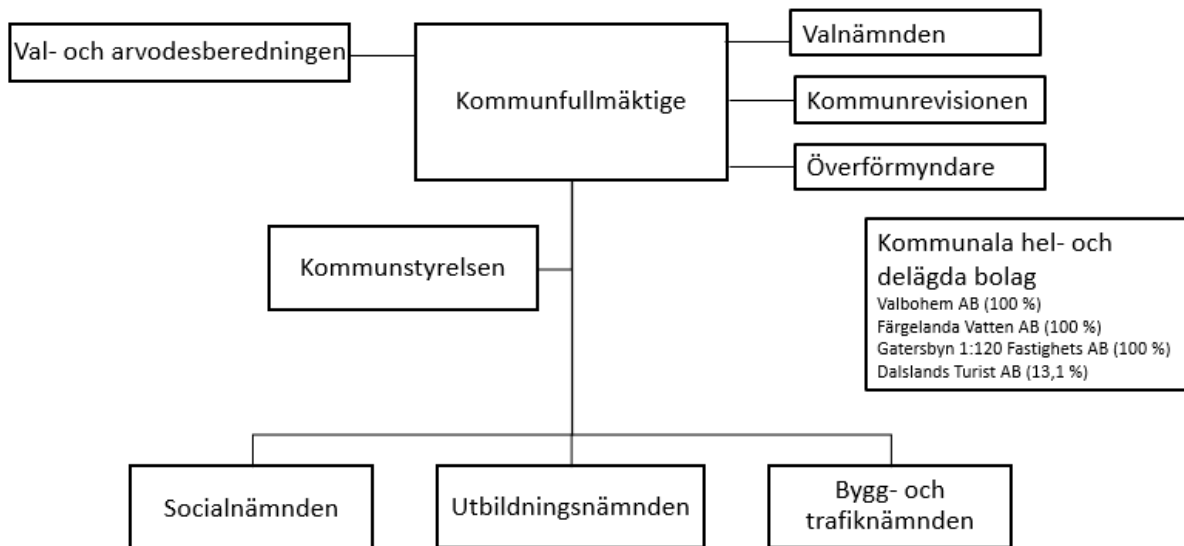 Val- och arvodesberedningen
Kommunfullmäktige
Valnämnden
Kommunrevisionen
Överförmyndare
Kommunstyrelsen
Kommunala hel- och
delägda bolag
Valbohem AB (100 %)
Färgelanda Vatten AB (100 %)
Gatersbyn 1:120 Fastighets AB (100 %)
Dalslands Turist AB (13,1 %)
Socialnämnden
Utbildningsnämnden
Bygg- och
trafiknämnden